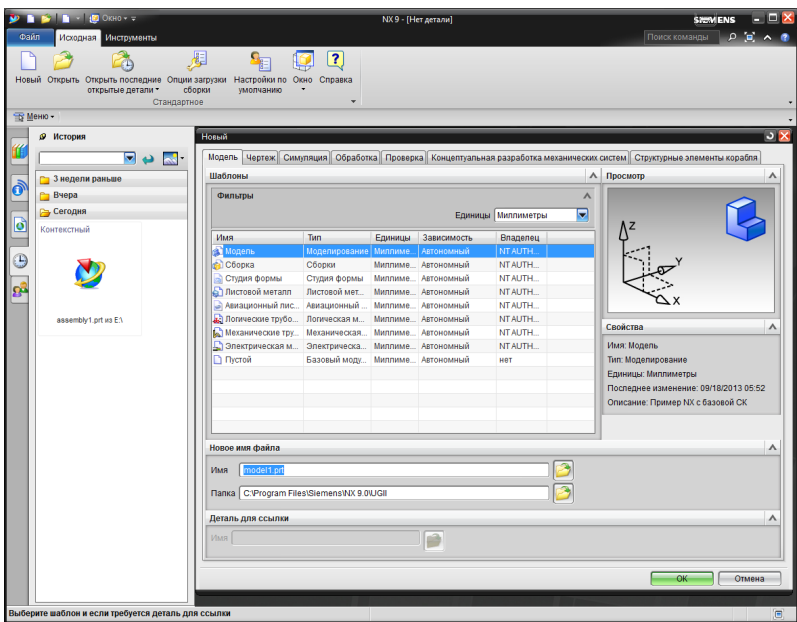 Окно
NX 9 - [Нет детали]
SIEMENS
Файл Исходная Инструменты
Поиск команды
Новый Открыть Открыть последние открытые детали Опции загрузки сборки Настройки по умолчанию Окно Справка
Стандартное
Меню
История
3 недели раньше
Вчера
Сегодня
Контекстный
assembly1.prt из E:\
Новый
Модель Чертеж Симуляция Обработка Проверка Концептуальная разработка механических систем Структурные элементы корабля
Шаблоны
Фильтры
Единицы Миллиметры
Имя Тип Единицы Зависимость Владелец
Модель Моделирование Миллиме... Автономный NT AUTH...
Сборка Сборки Миллиме... Автономный NT AUTH...
Студия формы Студия формы Миллиме... Автономный NT AUTH...
Листовой металл Листовой мет... Миллиме... Автономный NT AUTH...
Авиационный лис... Авиационный ... Миллиме... Автономный NT AUTH...
Логические трубо... Логическая м... Миллиме... Автономный NT AUTH...
Механические тру... Механическая... Миллиме... Автономный NT AUTH...
Электрическая м... Электрическа... Миллиме... Автономный NT AUTH...
Пустой Базовый моду... Миллиме... Автономный нет
Просмотр
Z
Y
X
Свойства
Имя: Модель
Тип: Моделирование
Единицы: Миллиметры
Последнее изменение: 09/18/2013 05:52
Описание: Пример NX с базовой СК
Новое имя файла
Имя model1.prt
Папка C:\Program Files\Siemens\NX 9.0\UGII
Деталь для ссылки
Имя
OK Отмена
Выберите шаблон и если требуется деталь для ссылки